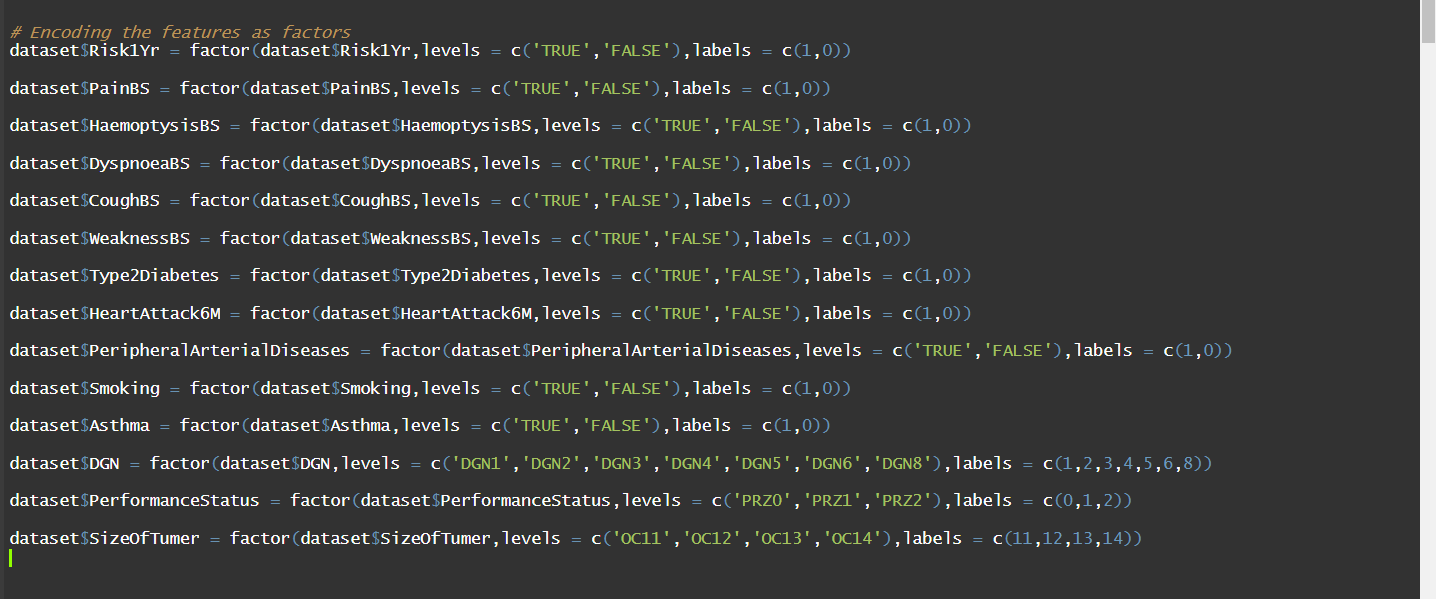 # Encoding the features as factors
dataset$Risk1Yr = factor(dataset$Risk1Yr,levels = c('TRUE','FALSE'),labels = c(1,0))
dataset$PainBS = factor(dataset$PainBS,levels = c('TRUE','FALSE'),labels = c(1,0))
dataset$HaemoptysisBS = factor(dataset$HaemoptysisBS,levels = c('TRUE','FALSE'),labels = c(1,0))
dataset$DyspnoeaBS = factor(dataset$DyspnoeaBS,levels = c('TRUE','FALSE'),labels = c(1,0))
dataset$CoughBS = factor(dataset$CoughBS,levels = c('TRUE','FALSE'),labels = c(1,0))
dataset$WeaknessBS = factor(dataset$WeaknessBS,levels = c('TRUE','FALSE'),labels = c(1,0))
dataset$Type2Diabetes = factor(dataset$Type2Diabetes,levels = c('TRUE','FALSE'),labels = c(1,0))
dataset$HeartAttack6M = factor(dataset$HeartAttack6M,levels = c('TRUE','FALSE'),labels = c(1,0))
dataset$PeripheralArterialDiseases = factor(dataset$PeripheralArterialDiseases,levels = c('TRUE','FALSE'),labels = c(1,0))
dataset$Smoking = factor(dataset$Smoking,levels = c('TRUE','FALSE'),labels = c(1,0))
dataset$Asthma = factor(dataset$Asthma,levels = c('TRUE','FALSE'),labels = c(1,0))
dataset$DGN = factor(dataset$DGN,levels = c('DGN1','DGN2','DGN3','DGN4','DGN5','DGN6','DGN8'),labels = c(1,2,3,4,5,6,8))
dataset$PerformanceStatus = factor(dataset$PerformanceStatus,levels = c('PRZ0','PRZ1','PRZ2'),labels = c(0,1,2))
dataset$SizeOfTumer = factor(dataset$SizeOfTumer,levels = c('OC11','OC12','OC13','OC14'),labels = c(11,12,13,14))